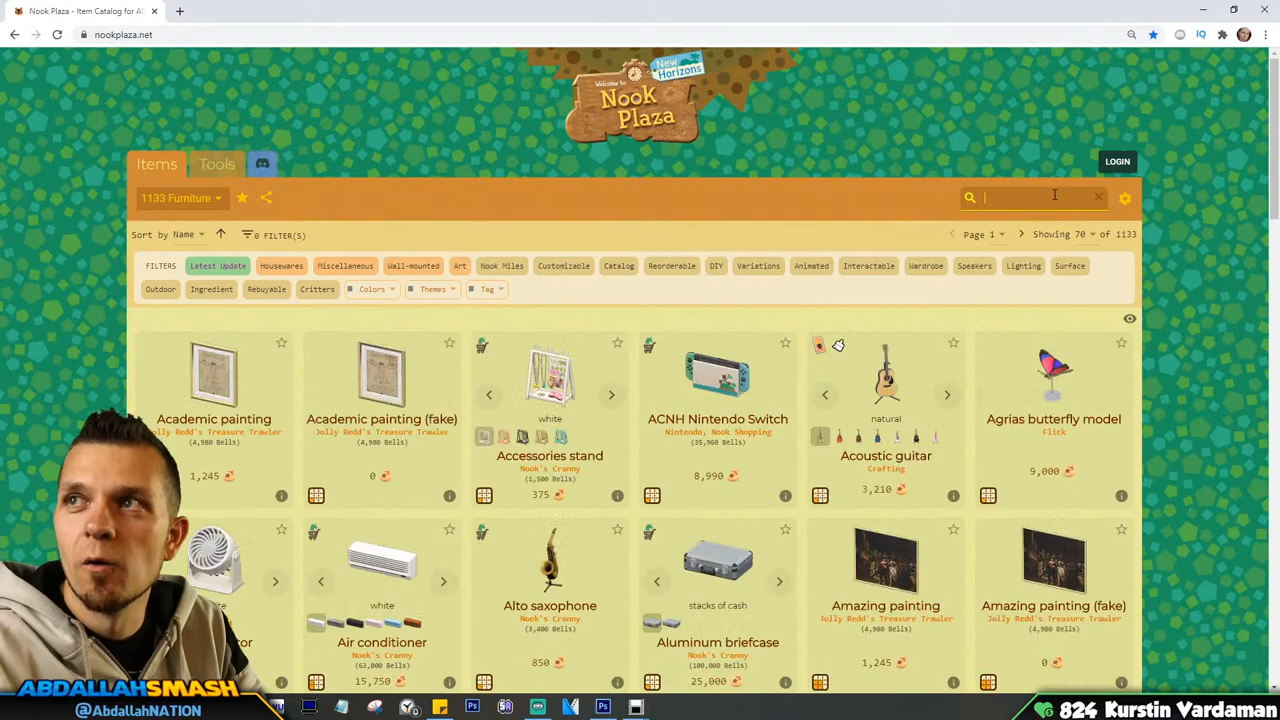 Nook Plaza - Item Catalog for AC
nookplaza.net
New Horizons
Welcome to
Nook Plaza
Items
Tools
LOGIN
1133 Furniture
Sort by Name
0 FILTER(S)
Page 1
Showing 70 of 1133
FILTERS Latest Update Housewares Miscellaneous Wall-mounted Art Nook Miles Customizable Catalog Reorderable DIY Variations Animated Interactable Wardrobe Speakers Lighting Surface
Outdoor Ingredient Rebuyable Critters Colors Themes Tag
Academic painting
Jolly Redd's Treasure Trawler
(4,980 Bells)
1,245
Academic painting (fake)
Jolly Redd's Treasure Trawler
(4,980 Bells)
0
white
Accessories stand
Nook's Cranny
(1,500 Bells)
375
ACNH Nintendo Switch
Nintendo, Nook Shopping
(35,960 Bells)
8,990
natural
Acoustic guitar
Crafting
3,210
Agrias butterfly model
Flick
9,000
white
Air conditioner
Nook's Cranny
(63,000 Bells)
15,750
Alto saxophone
Nook's Cranny
(3,400 Bells)
850
stacks of cash
Aluminum briefcase
Nook's Cranny
(100,000 Bells)
25,000
Amazing painting
Jolly Redd's Treasure Trawler
(4,980 Bells)
1,245
Amazing painting (fake)
Jolly Redd's Treasure Trawler
(4,980 Bells)
0
ABDALLAHSMASH
@AbdallahNATION
824 Kurstin Vardaman